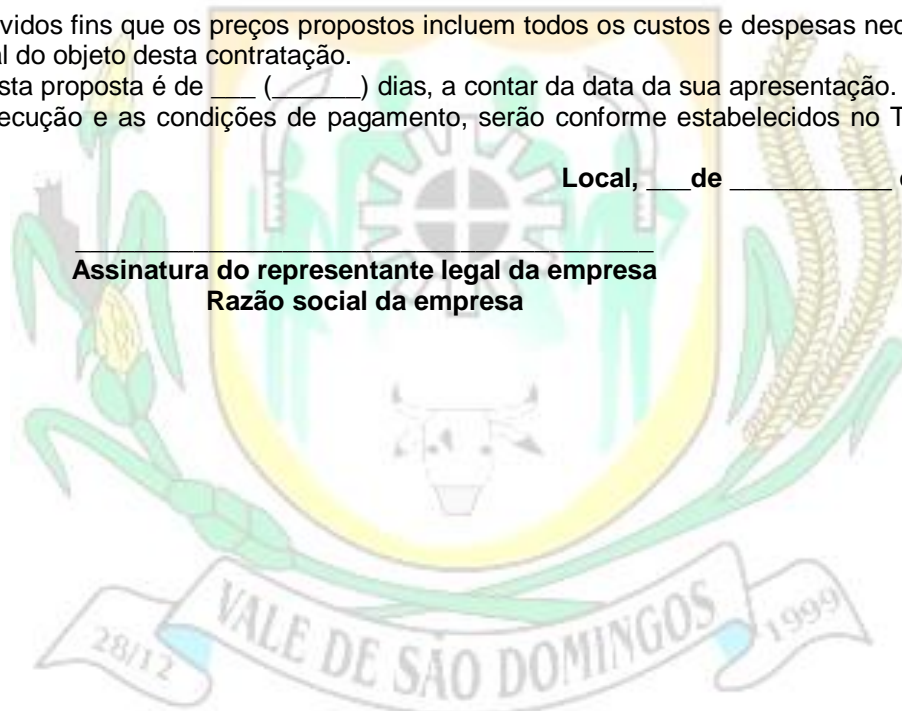 vidos fins que os preços propostos incluem todos os custos e despesas nec
al do objeto desta contratação.
sta proposta é de ___ (______) dias, a contar da data da sua apresentação.
ecução e as condições de pagamento, serão conforme estabelecidos no T
Local, ___de ___________
_______________________________________
Assinatura do representante legal da empresa
Razão social da empresa
28/12 VALE DE SÃO DOMINGOS 1999